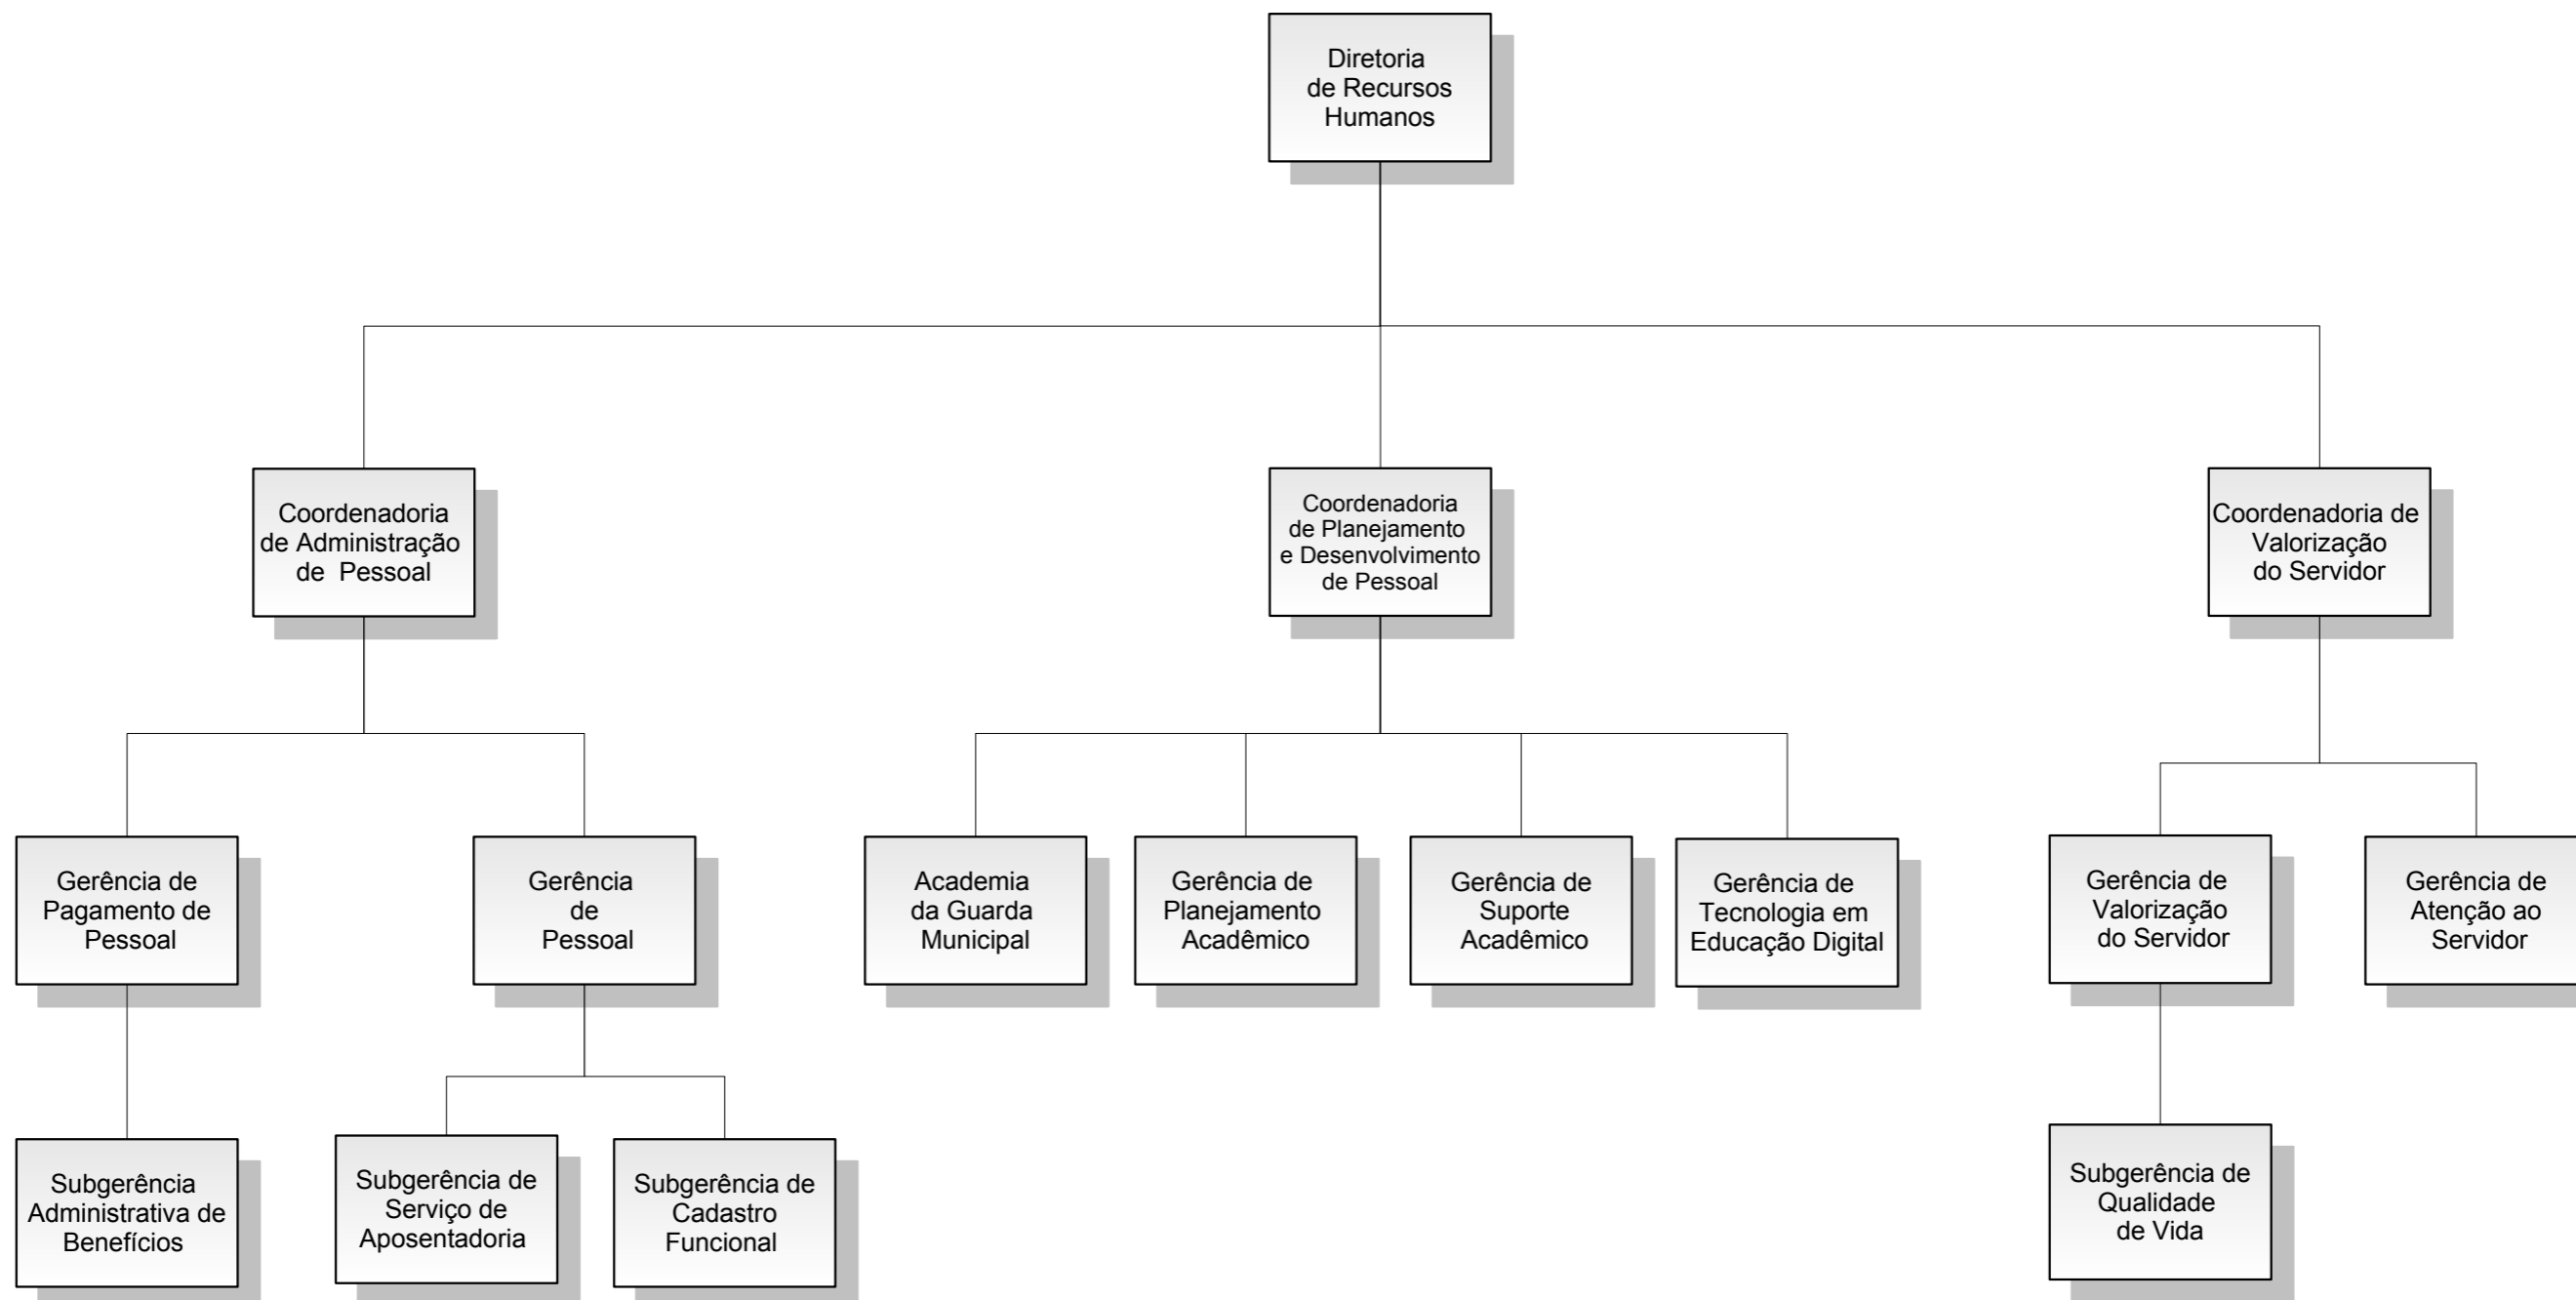 Diretoria
de Recursos
Humanos
Coordenadoria
de Administração
de Pessoal
Coordenadoria
de Planejamento
e Desenvolvimento
de Pessoal
Coordenadoria de
Valorização
do Servidor
Gerência de
Pagamento de
Pessoal
Gerência
de
Pessoal
Academia
da Guarda
Municipal
Gerência de
Planejamento
Acadêmico
Gerência de
Suporte
Acadêmico
Gerência de
Tecnologia em
Educação Digital
Gerência de
Valorização
do Servidor
Gerência de
Atenção ao
Servidor
Subgerência
Administrativa de
Benefícios
Subgerência de
Serviço de
Aposentadoria
Subgerência de
Cadastro
Funcional
Subgerência de
Qualidade
de Vida